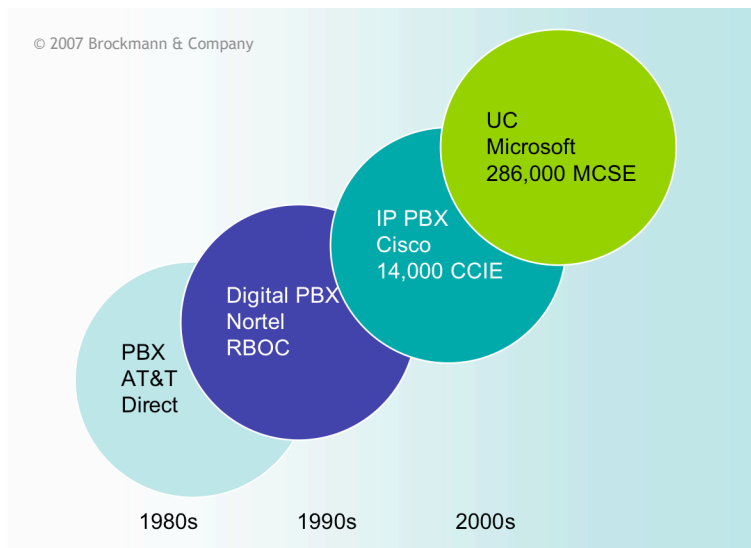 © 2007 Brockmann & Company
UC
Microsoft
286,000 MCSE
IP PBX
Cisco
14,000 CCIE
Digital PBX
Nortel
RBOC
PBX
AT&T
Direct
1980s
1990s
2000s